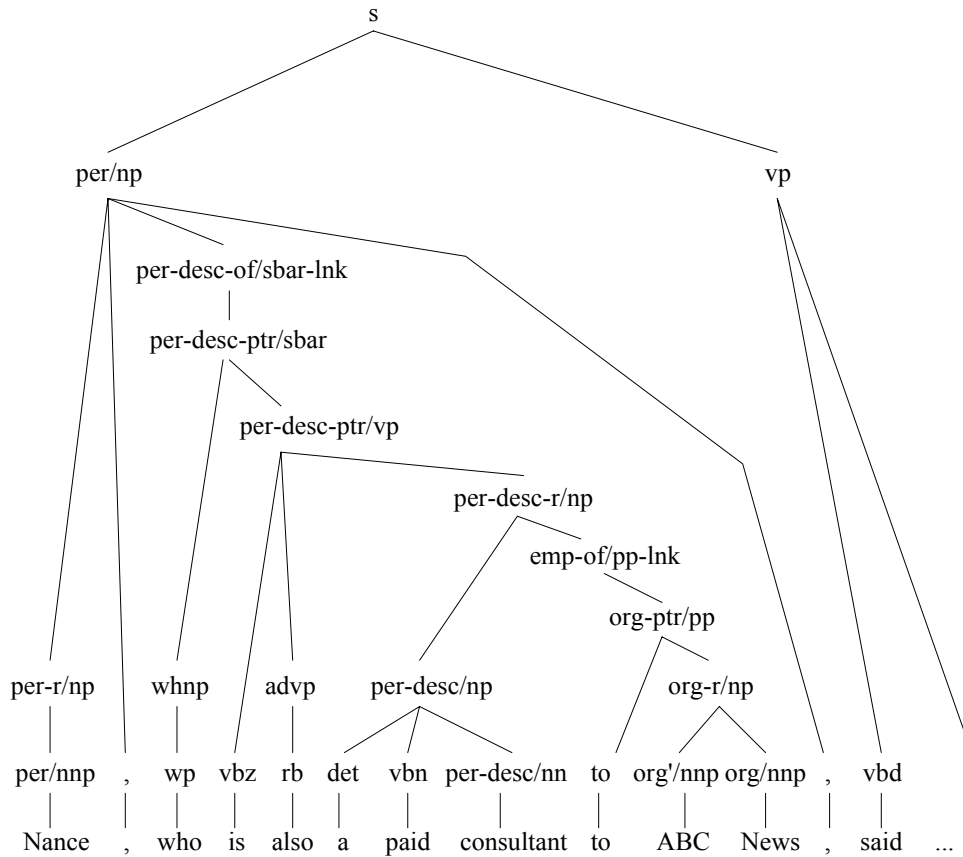 s
per/np vp
per-desc-of/sbar-lnk
per-desc-ptr/sbar
per-desc-ptr/vp
per-desc-r/np
emp-of/pp-lnk
org-ptr/pp
per-r/np whnp advp per-desc/np org-r/np
per/nnp , wp vbz rb det vbn per-desc/nn to org'/nnp org/nnp , vbd
Nance , who is also a paid consultant to ABC News , said ...